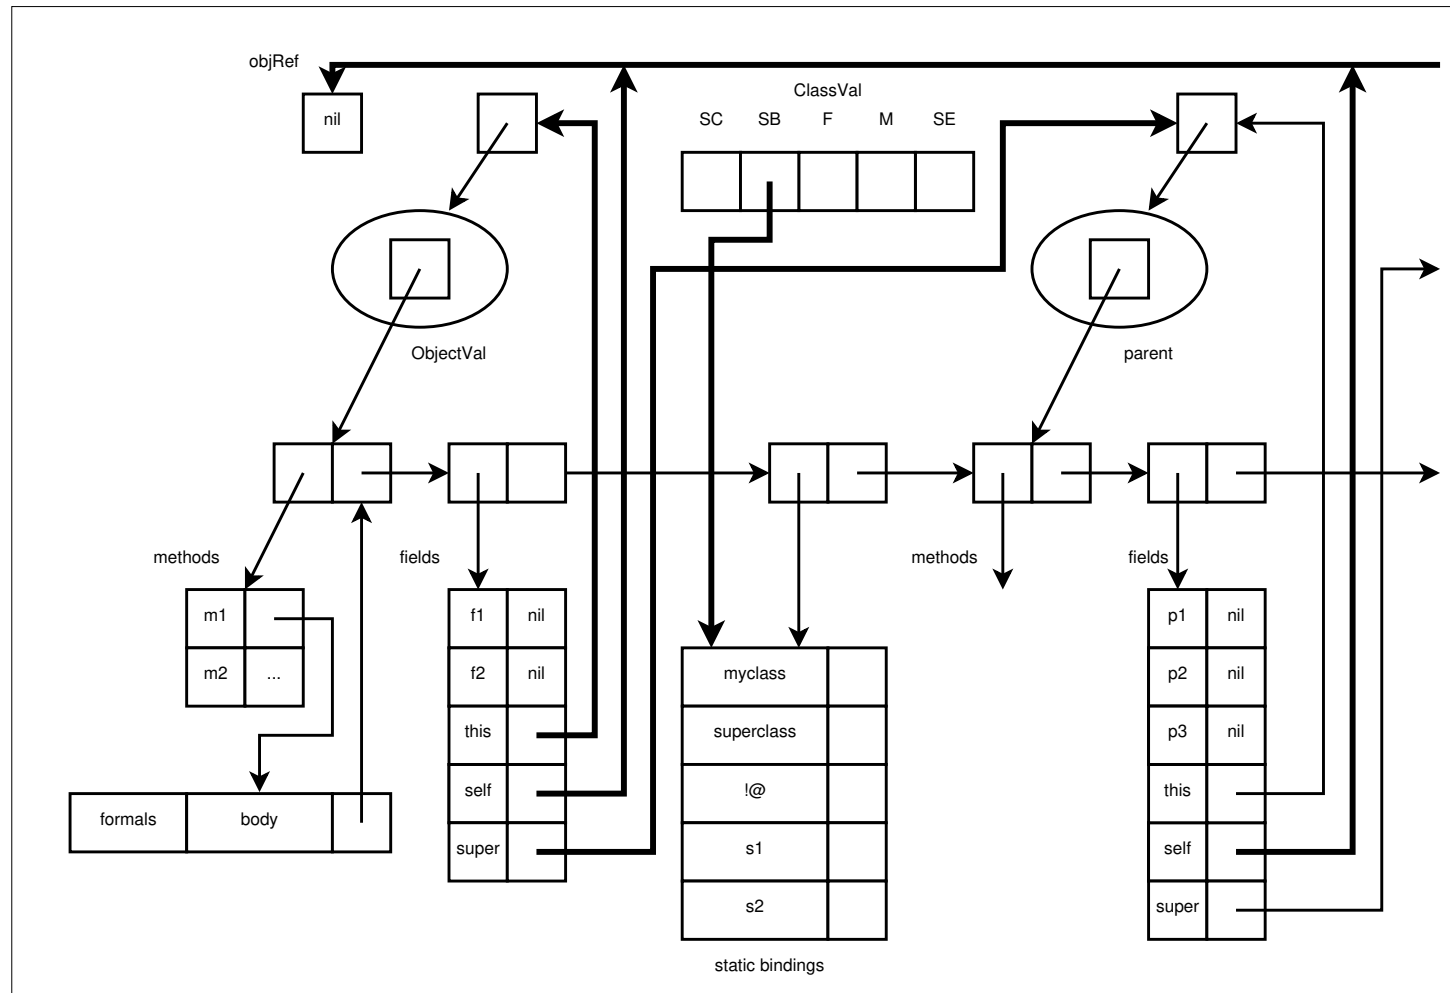 objRef
ClassVal
nil
SC SB F M SE
ObjectVal
parent
methods
fields
methods
fields
m1
f1 nil
p1 nil
m2 ...
f2 nil
myclass
p2 nil
this
superclass
p3 nil
self
!@
this
formals body
super
s1
self
s2
super
static bindings